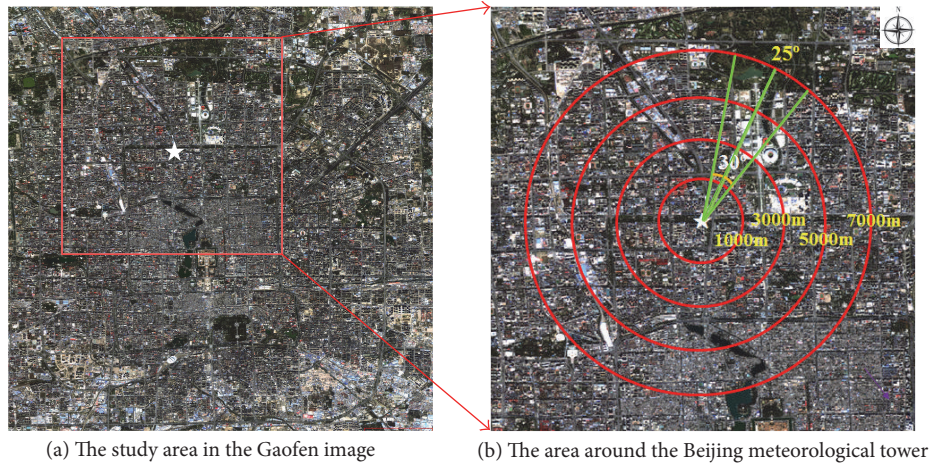 N
25°
30°
3000m
7000m
1000m
5000m
(a) The study area in the Gaofen image
(b) The area around the Beijing meteorological tower